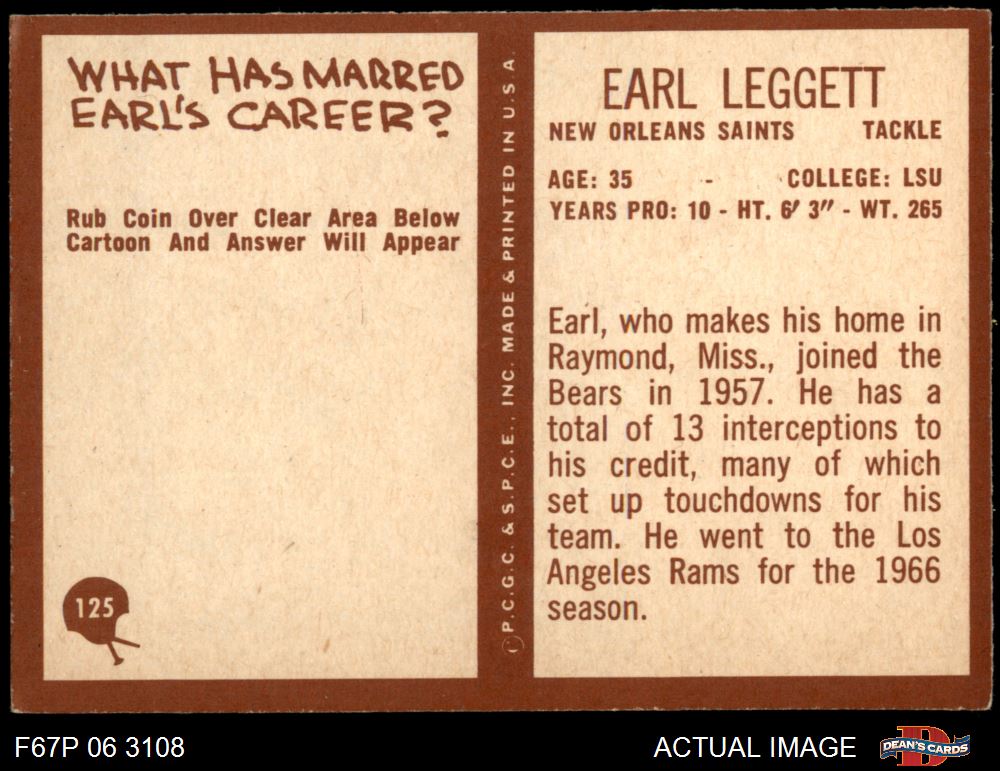 WHAT HAS MARRED
EARL'S CAREER?
Rub Coin Over Clear Area Below
Cartoon And Answer Will Appear
125
© P.C.G.C. & S.P.C.E., INC. MADE & PRINTED IN U.S.A.
EARL LEGGETT
NEW ORLEANS SAINTS TACKLE
AGE: 35 - COLLEGE: LSU
YEARS PRO: 10 - HT. 6' 3" - WT. 265
Earl, who makes his home in
Raymond, Miss., joined the
Bears in 1957. He has a
total of 13 interceptions to
his credit, many of which
set up touchdowns for his
team. He went to the Los
Angeles Rams for the 1966
season.
F67P 06 3108
ACTUAL IMAGE
DEAN'S CARDS